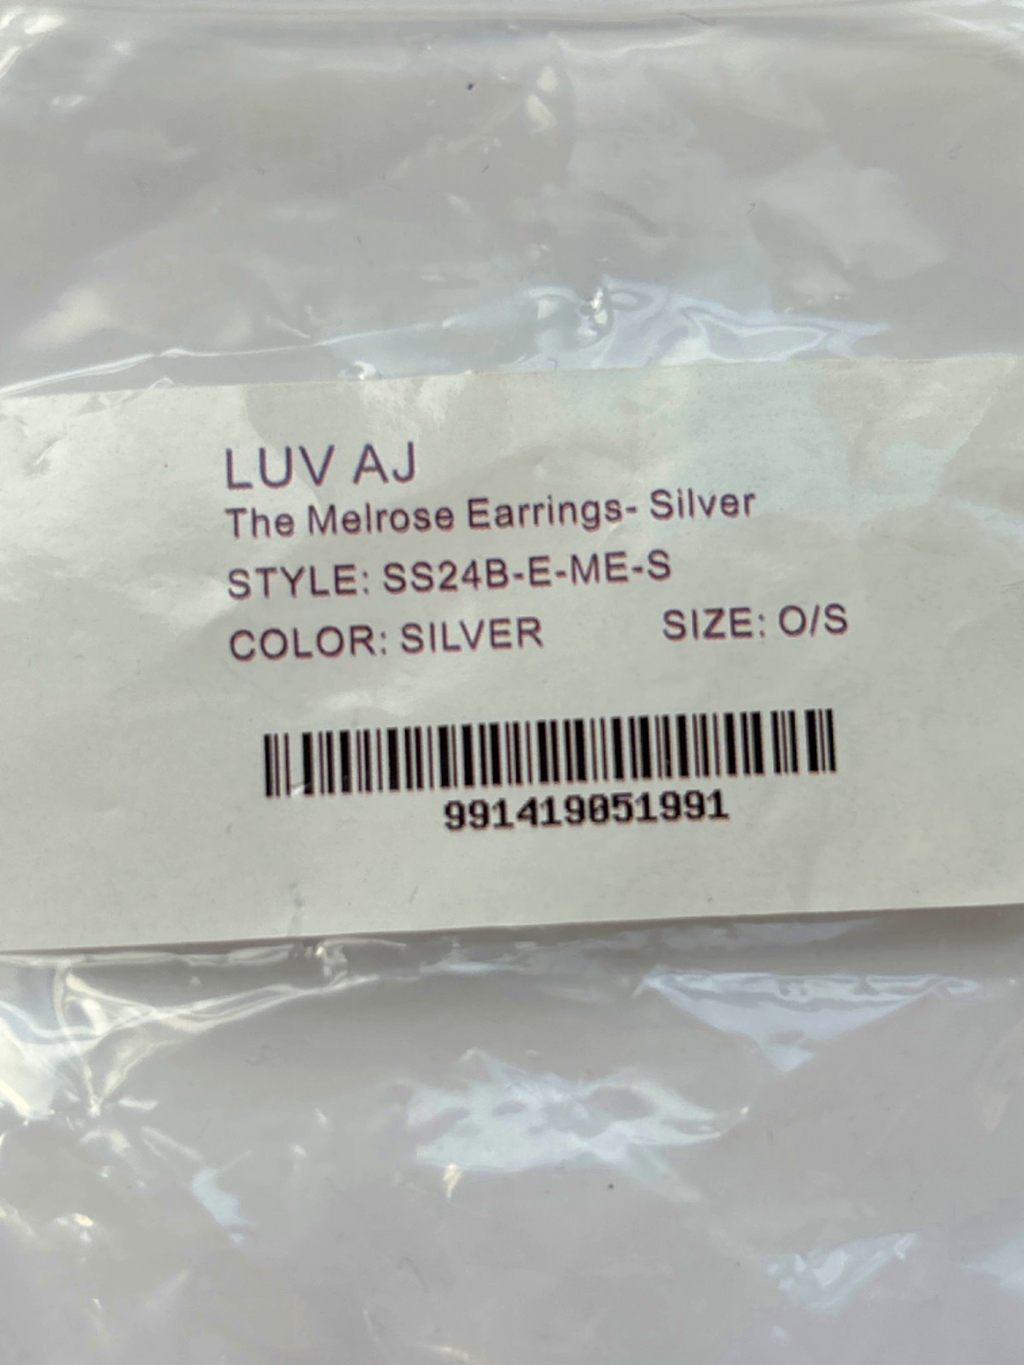 LUV AJ
The Melrose Earrings- Silver
STYLE: SS24B-E-ME-S
COLOR: SILVER SIZE: O/S
991419051991